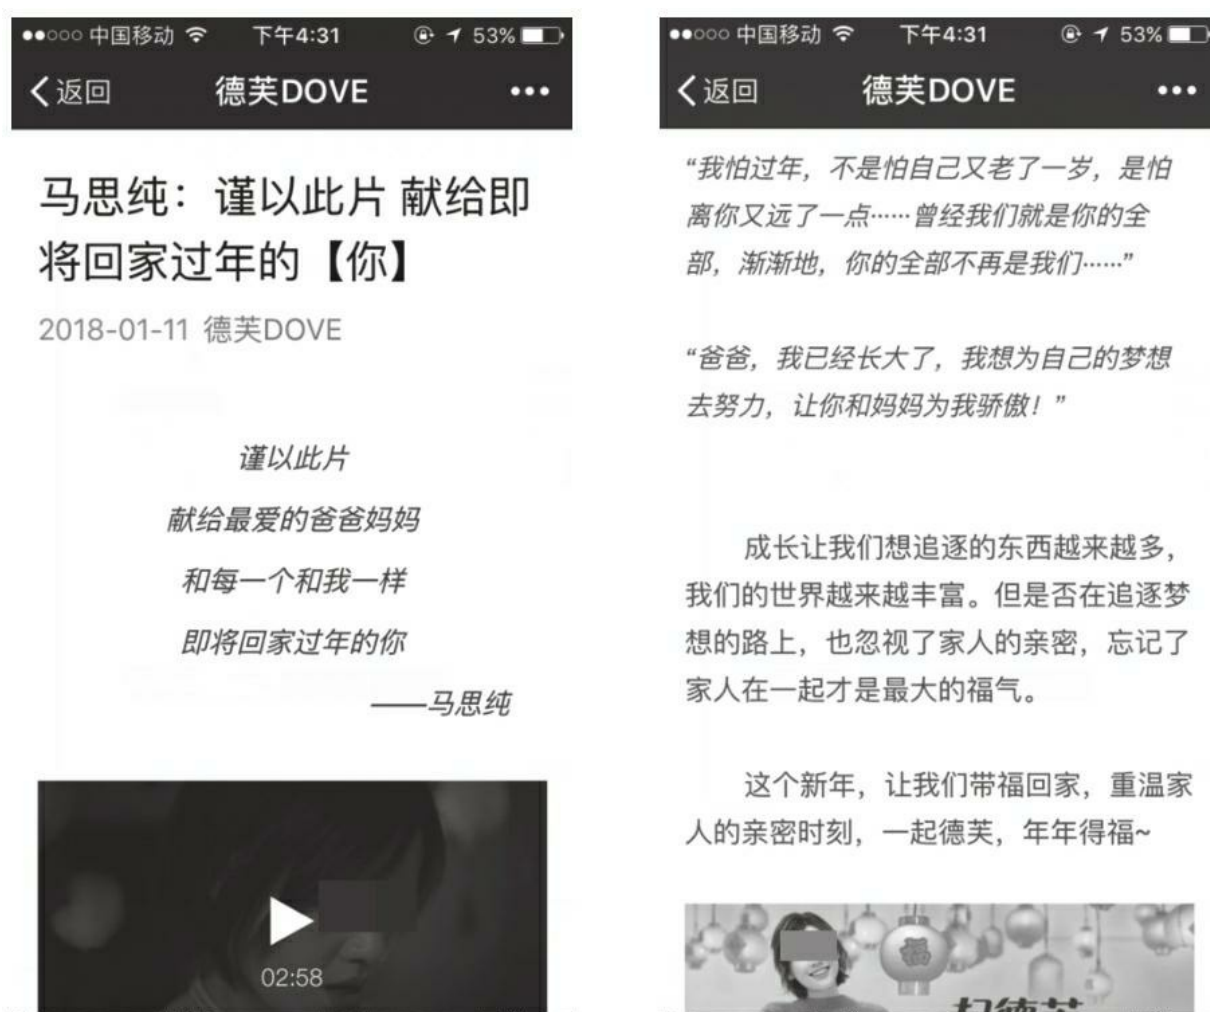 中国移动 下午4:31 53%
返回 德芙DOVE
马思纯：谨以此片 献给即
将回家过年的【你】
2018-01-11 德芙DOVE
谨以此片
献给最爱的爸爸妈妈
和每一个和我一样
即将回家过年的你
——马思纯
02:58
中国移动 下午4:31 53%
返回 德芙DOVE
“我怕过年，不是怕自己又老了一岁，是怕
离你又远了一点……曾经我们就是你的全
部，渐渐地，你的全部不再是我们……”
“爸爸，我已经长大了，我想为自己的梦想
去努力，让你和妈妈为我骄傲！”
成长让我们想追逐的东西越来越多，
我们的世界越来越丰富。但是否在追逐梦
想的路上，也忽视了家人的亲密，忘记了
家人在一起才是最大的福气。
这个新年，让我们带福回家，重温家
人的亲密时刻，一起德芙，年年得福~
福